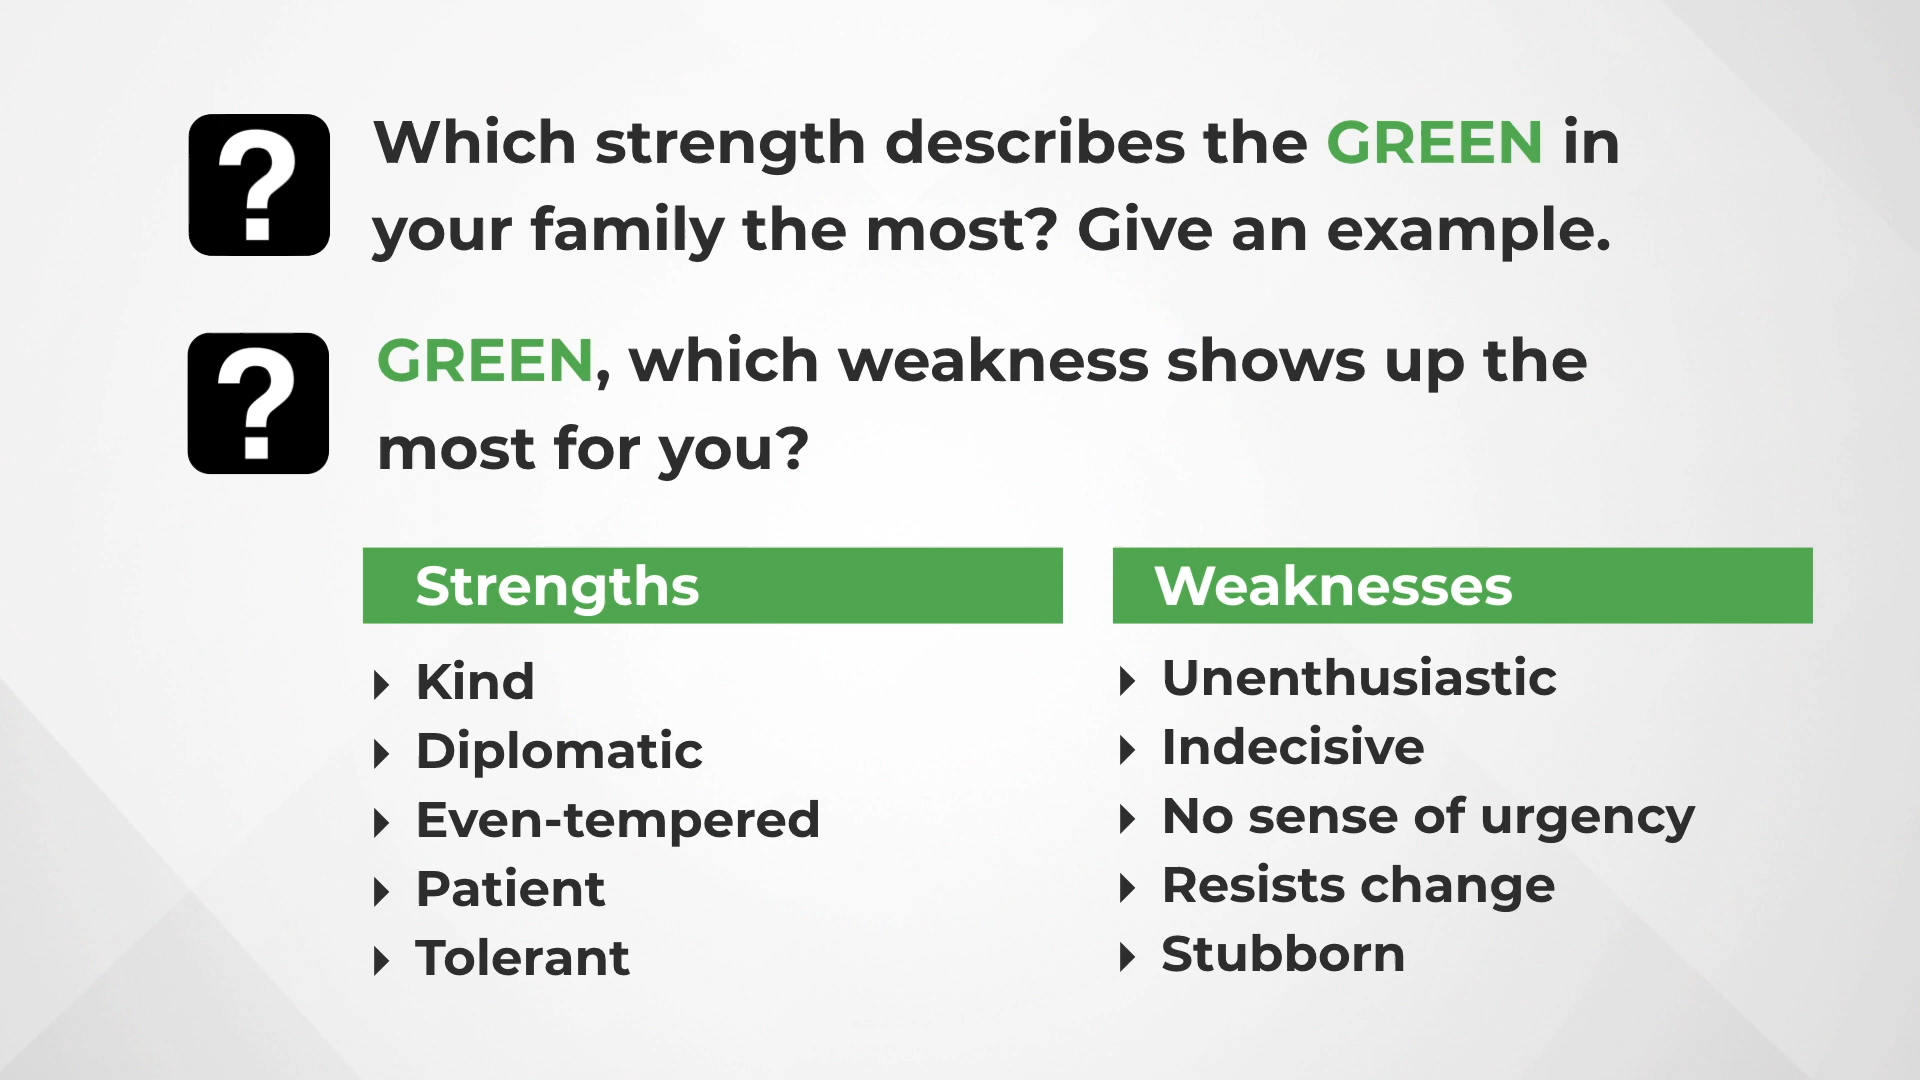 ?
Which strength describes the GREEN in
your family the most? Give an example.
?
GREEN, which weakness shows up the
most for you?
Strengths
Kind
Diplomatic
Even-tempered
Patient
Tolerant
Weaknesses
Unenthusiastic
Indecisive
No sense of urgency
Resists change
Stubborn